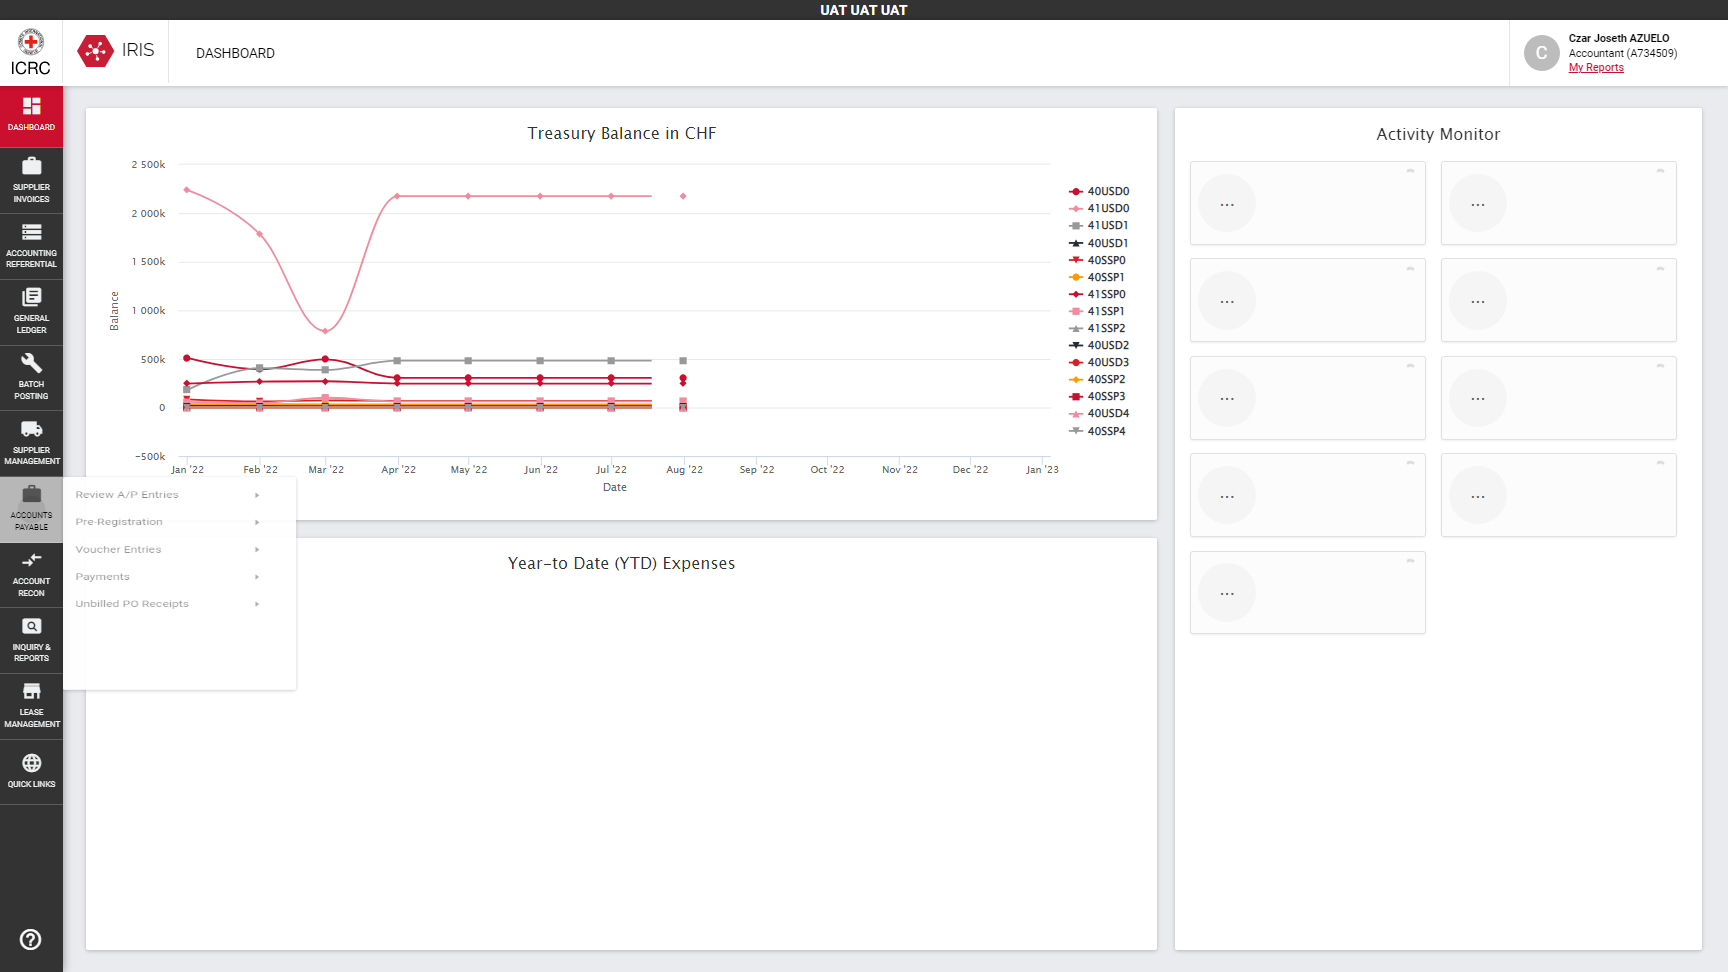 UAT UAT UAT
ICRC
IRIS
DASHBOARD
C
Czar Joseth AZUELO
Accountant (A734509)
My Reports
DASHBOARD
SUPPLIER
INVOICES
ACCOUNTING
REFERENTIAL
GENERAL
LEDGER
BATCH
POSTING
SUPPLIER
MANAGEMENT
ACCOUNTS
PAYABLE
ACCOUNT
RECON
INQUIRY &
REPORTS
LEASE
MANAGEMENT
QUICK LINKS
Review A/P Entries
Pre-Registration
Voucher Entries
Payments
Unbilled PO Receipts
Treasury Balance in CHF
Balance
2 500k
2 000k
1 500k
1 000k
500k
0
−500k
Jan '22
Feb '22
Mar '22
Apr '22
May '22
Jun '22
Jul '22
Aug '22
Sep '22
Oct '22
Nov '22
Dec '22
Jan '23
Date
40USD0
41USD0
41USD1
40USD1
40SSP0
40SSP1
41SSP0
41SSP1
41SSP2
40USD2
40USD3
40SSP2
40SSP3
40USD4
40SSP4
Year-to Date (YTD) Expenses
Activity Monitor
...
...
...
...
...
...
...
...
...